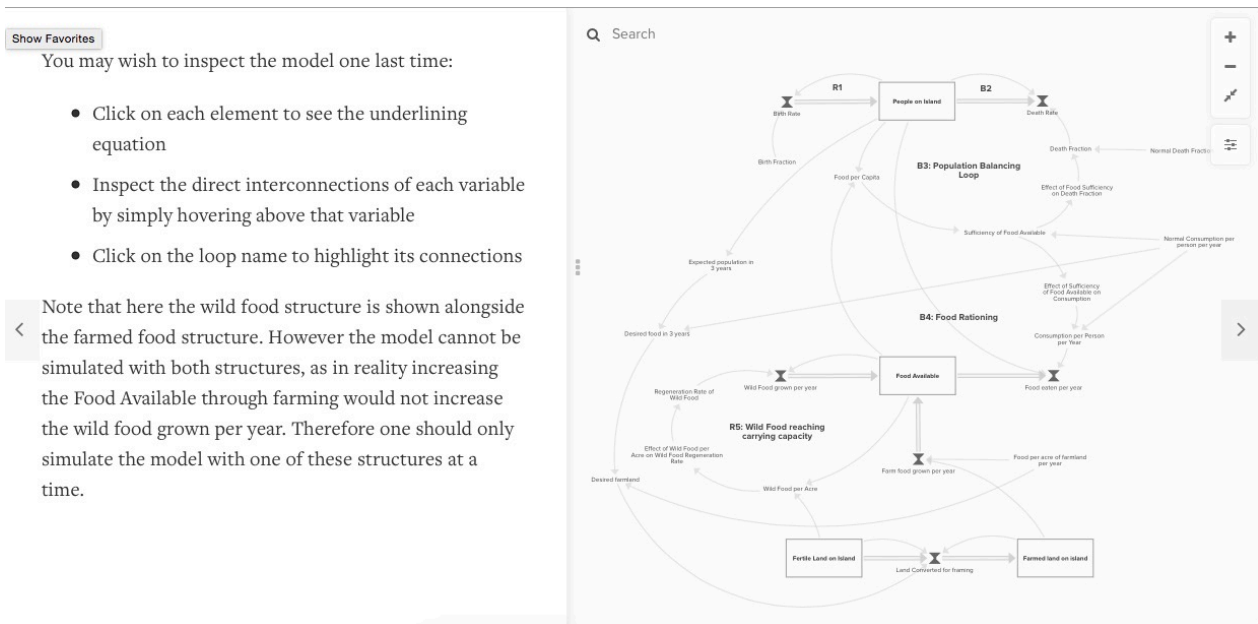 Show Favorites
You may wish to inspect the model one last time:
Click on each element to see the underlining
equation
Inspect the direct interconnections of each variable
by simply hovering above that variable
Click on the loop name to highlight its connections
Note that here the wild food structure is shown alongside
the farmed food structure. However the model cannot be
simulated with both structures, as in reality increasing
the Food Available through farming would not increase
the wild food grown per year. Therefore one should only
simulate the model with one of these structures at a
time.
Search
R1
B2
People on Island
Birth Rate
Death Rate
Birth Fraction
Death Fraction
Normal Death Fractio
B3: Population Balancing
Loop
Food per Capita
Effect of Food Sufficiency
on Death Fraction
Sufficiency of Food Available
Normal Consumption per
person per year
Expected population in
3 years
Effect of Sufficiency
of Food Available on
Consumption
B4: Food Rationing
Desired food in 3 years
Consumption per Person
per Year
Food Available
Wild Food grown per year
Food eaten per year
Regeneration Rate of
Wild Food
R5: Wild Food reaching
carrying capacity
Effect of Wild Food per
Acre on Wild Food Regeneration
Rate
Farm food grown per year
Food per acre of farmland
per year
Desired farmland
Wild Food per Acre
Fertile Land on Island
Farmed land on island
Land Converted for framing